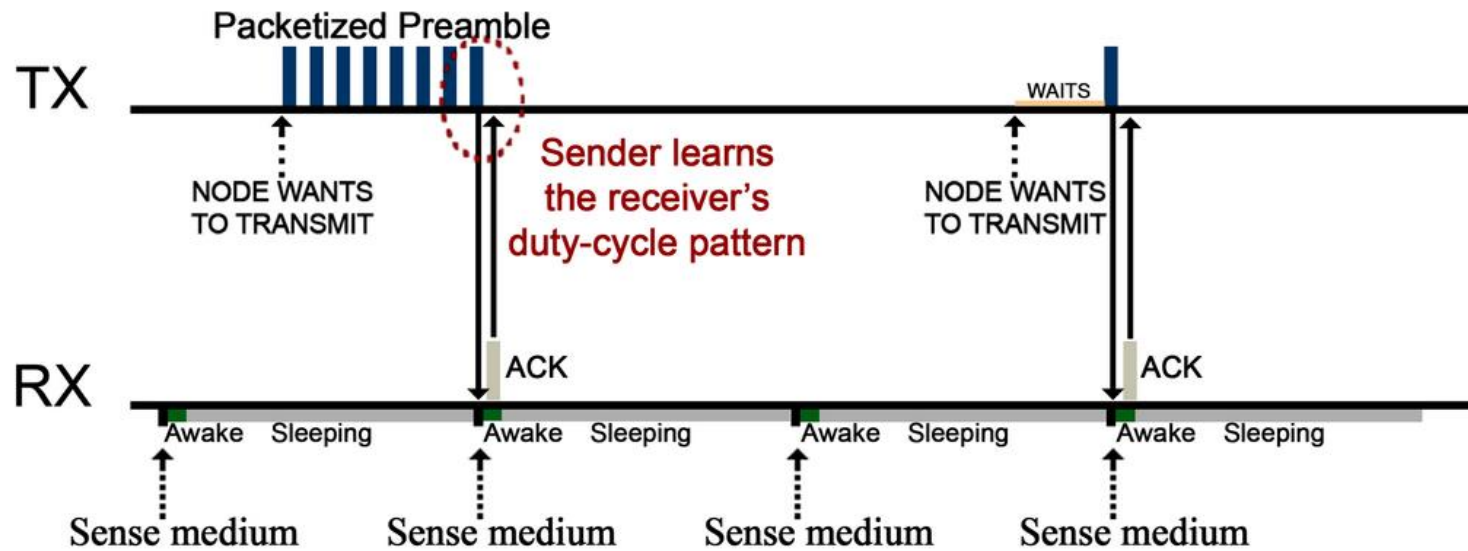 Packetized Preamble
TX
WAITS
NODE WANTS
TO TRANSMIT
Sender learns
the receiver's
duty-cycle pattern
NODE WANTS
TO TRANSMIT
RX
ACK
ACK
Awake Sleeping Awake Sleeping Awake Sleeping Awake Sleeping
Sense medium Sense medium Sense medium Sense medium